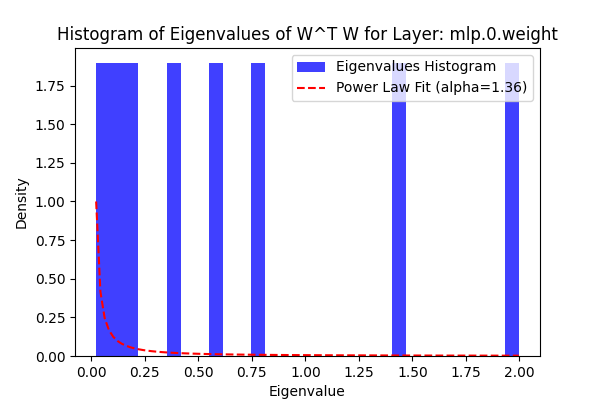 Histogram of Eigenvalues of W^T W for Layer: mlp.0.weight
Eigenvalues Histogram
Power Law Fit (alpha=1.36)
Density
1.75
1.50
1.25
1.00
0.75
0.50
0.25
0.00
0.00 0.25 0.50 0.75 1.00 1.25 1.50 1.75 2.00
Eigenvalue